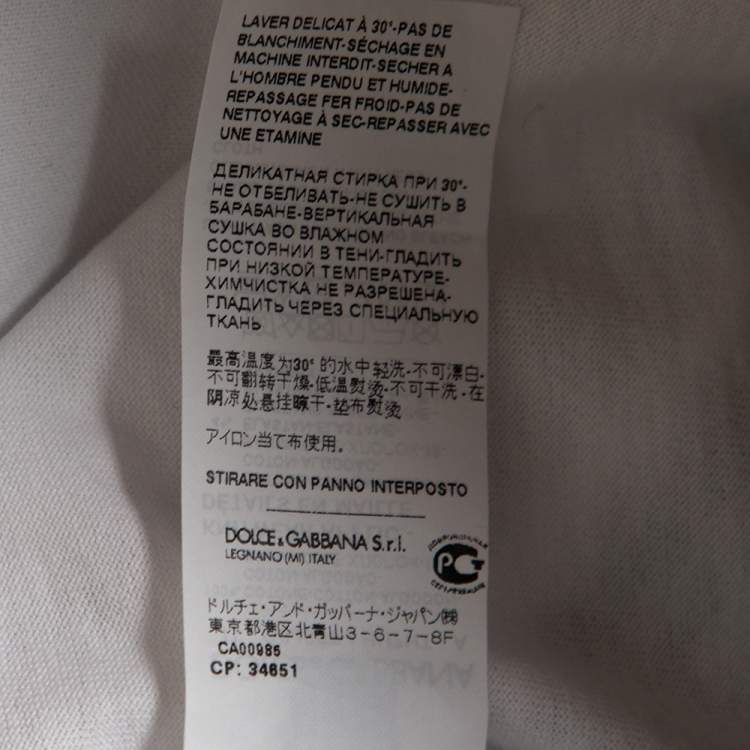 LAVER DELICAT À 30°-PAS DE
BLANCHIMENT-SÉCHAGE EN
MACHINE INTERDIT-SECHER A
L'HOMBRE PENDU ET HUMIDE-
REPASSAGE FER FROID-PAS DE
NETTOYAGE À SEC-REPASSER AVEC
UNE ETAMINE
ДЕЛИКАТНАЯ СТИРКА ПРИ 30°-
НЕ ОТБЕЛИВАТЬ-НЕ СУШИТЬ В
БАРАБАНЕ-ВЕРТИКАЛЬНАЯ
СУШКА ВО ВЛАЖНОМ
СОСТОЯНИИ В ТЕНИ-ГЛАДИТЬ
ПРИ НИЗКОЙ ТЕМПЕРАТУРЕ-
ХИМЧИСТКА НЕ РАЗРЕШЕНА-
ГЛАДИТЬ ЧЕРЕЗ СПЕЦИАЛЬНУЮ
ТКАНЬ
最高温度为30° 的水中轻洗-不可漂白-
不可翻转干燥-低温熨烫-不可干洗-在
阴凉处悬挂晾干-垫布熨烫
アイロン当て布使用。
STIRARE CON PANNO INTERPOSTO
DOLCE & GABBANA S.r.l.
LEGNANO (MI) ITALY
ДОБРОВОЛЬНАЯ
РСТ
СЕРТИФИКАЦИЯ
ドルチェ・アンド・ガッバーナ・ジャパン㈱
東京都港区北青山3-6-7-8F
CA00985
CP: 34651